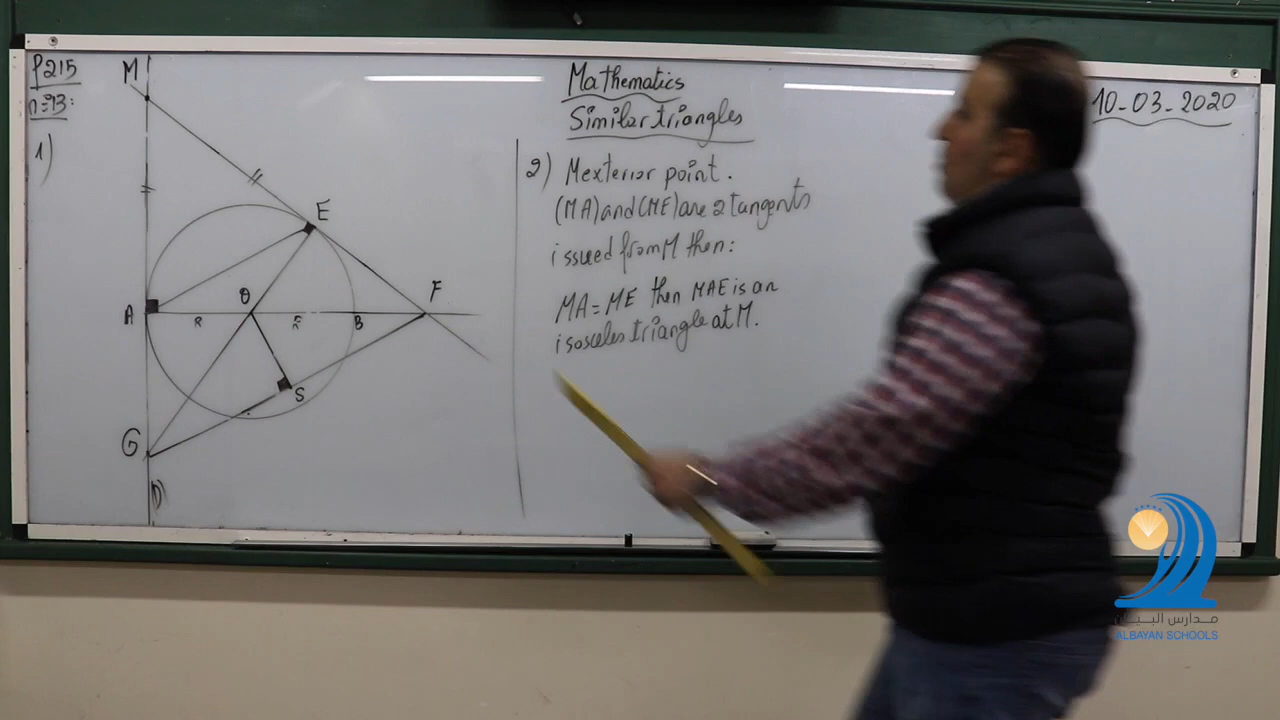 P215
n=°73:
1)
M
E
A
O
F
R
R
B
S
G
(D)
Mathematics
Similar triangles
10-03-2020
2) M exterior point.
(MA) and (ME) are 2 tangents
issued from M then:
MA = ME then MAE is an
isosceles triangle at M.
مدارس البيان
ALBAYAN SCHOOLS